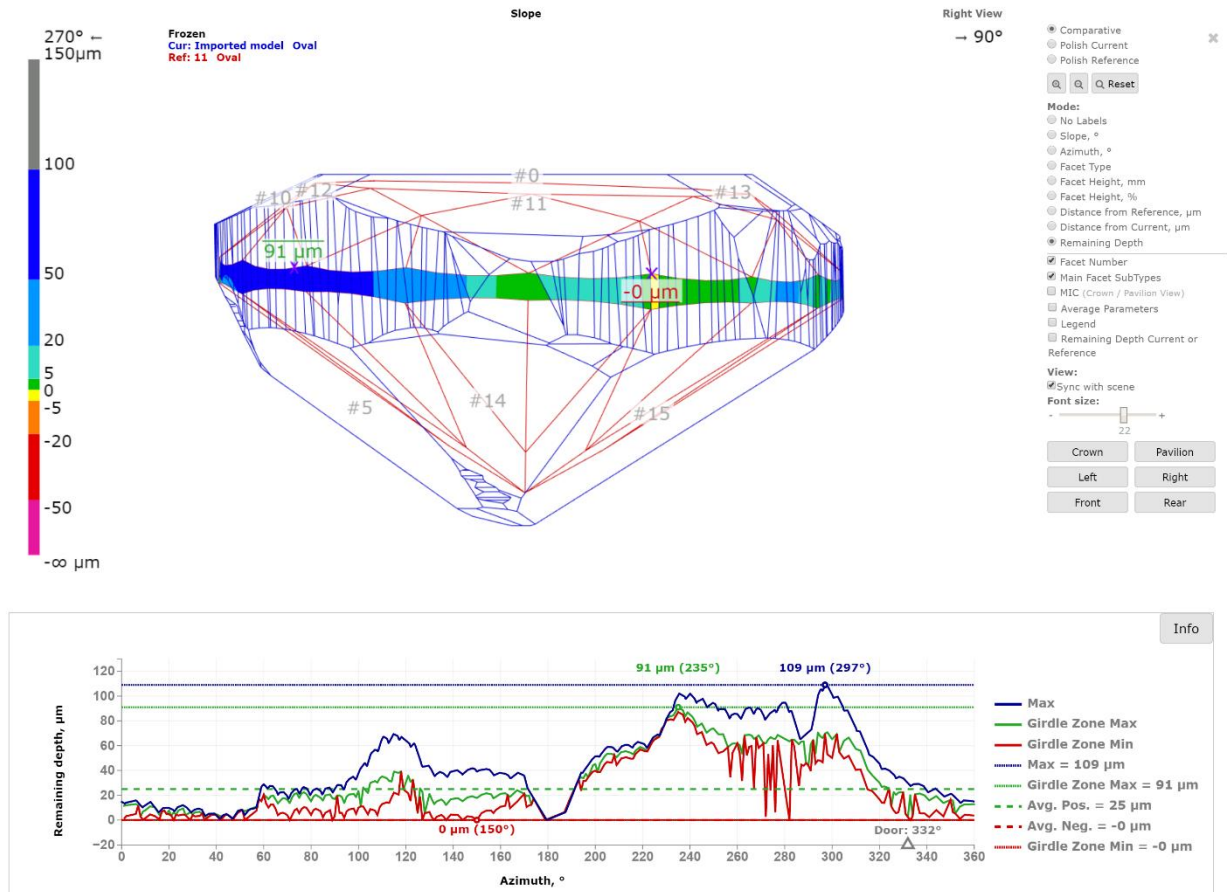 Slope
Right View
270° ←
→ 90°
Frozen
Cur: Imported model Oval
Ref: 11 Oval
150µm
100
50
20
5
0
-5
-20
-50
-∞ µm
#0
#10
#12
#11
#13
91 µm
-0 µm
#5
#14
#15
Comparative
Polish Current
Polish Reference
Reset
Mode:
No Labels
Slope, °
Azimuth, °
Facet Type
Facet Height, mm
Facet Height, %
Distance from Reference, µm
Distance from Current, µm
Remaining Depth
Facet Number
Main Facet SubTypes
MIC (Crown / Pavilion View)
Average Parameters
Legend
Remaining Depth Current or
Reference
View:
Sync with scene
Font size:
- +
22
Crown Pavilion
Left Right
Front Rear
Info
91 µm (235°) 109 µm (297°)
Remaining depth, µm
120
100
80
60
40
20
0
−20
0 µm (150°)
Door: 332°
0 20 40 60 80 100 120 140 160 180 200 220 240 260 280 300 320 340 360
Azimuth, °
Max
Girdle Zone Max
Girdle Zone Min
Max = 109 µm
Girdle Zone Max = 91 µm
Avg. Pos. = 25 µm
Avg. Neg. = -0 µm
Girdle Zone Min = -0 µm